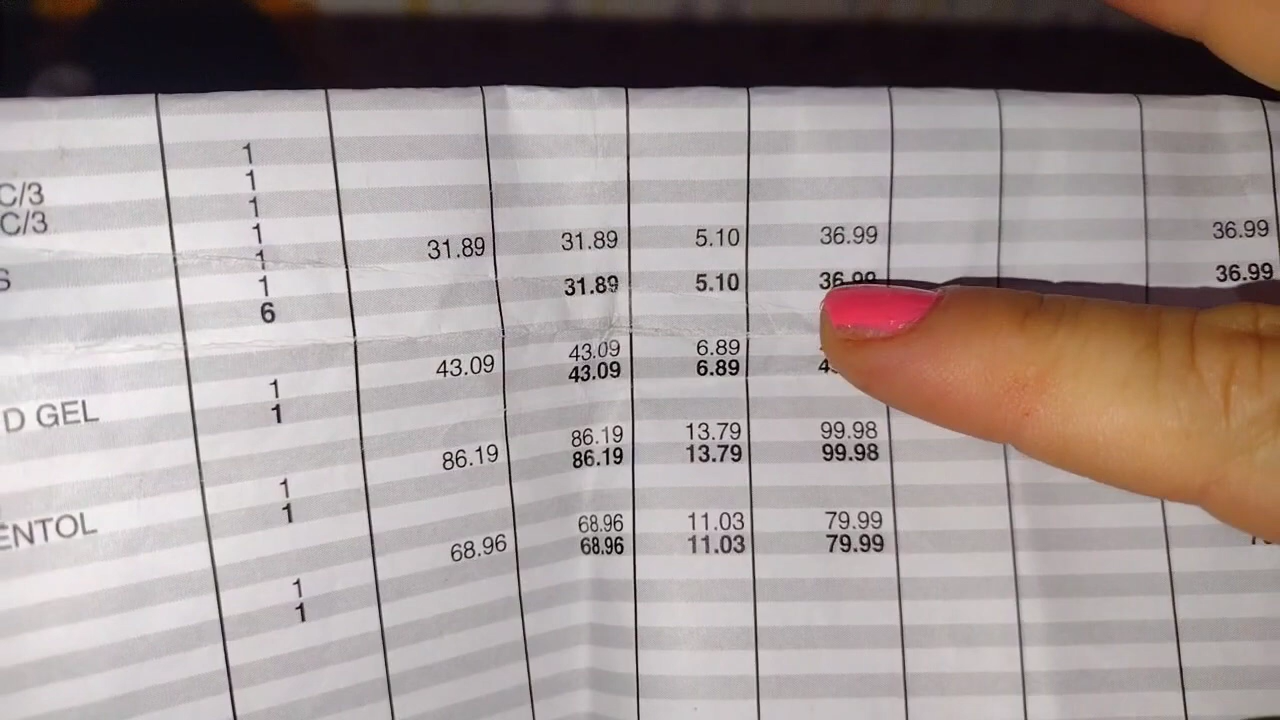 1
C/3 1
C/3 1
1 31.89 31.89 5.10 36.99 36.99
1
S 1 31.89 5.10 36.99 36.99
6
43.09 43.09 6.89
1 43.09 6.89
D GEL 1
86.19 86.19 13.79 99.98
1 86.19 13.79 99.98
ENTOL 1
68.96 68.96 11.03 79.99
68.96 11.03 79.99
1
1